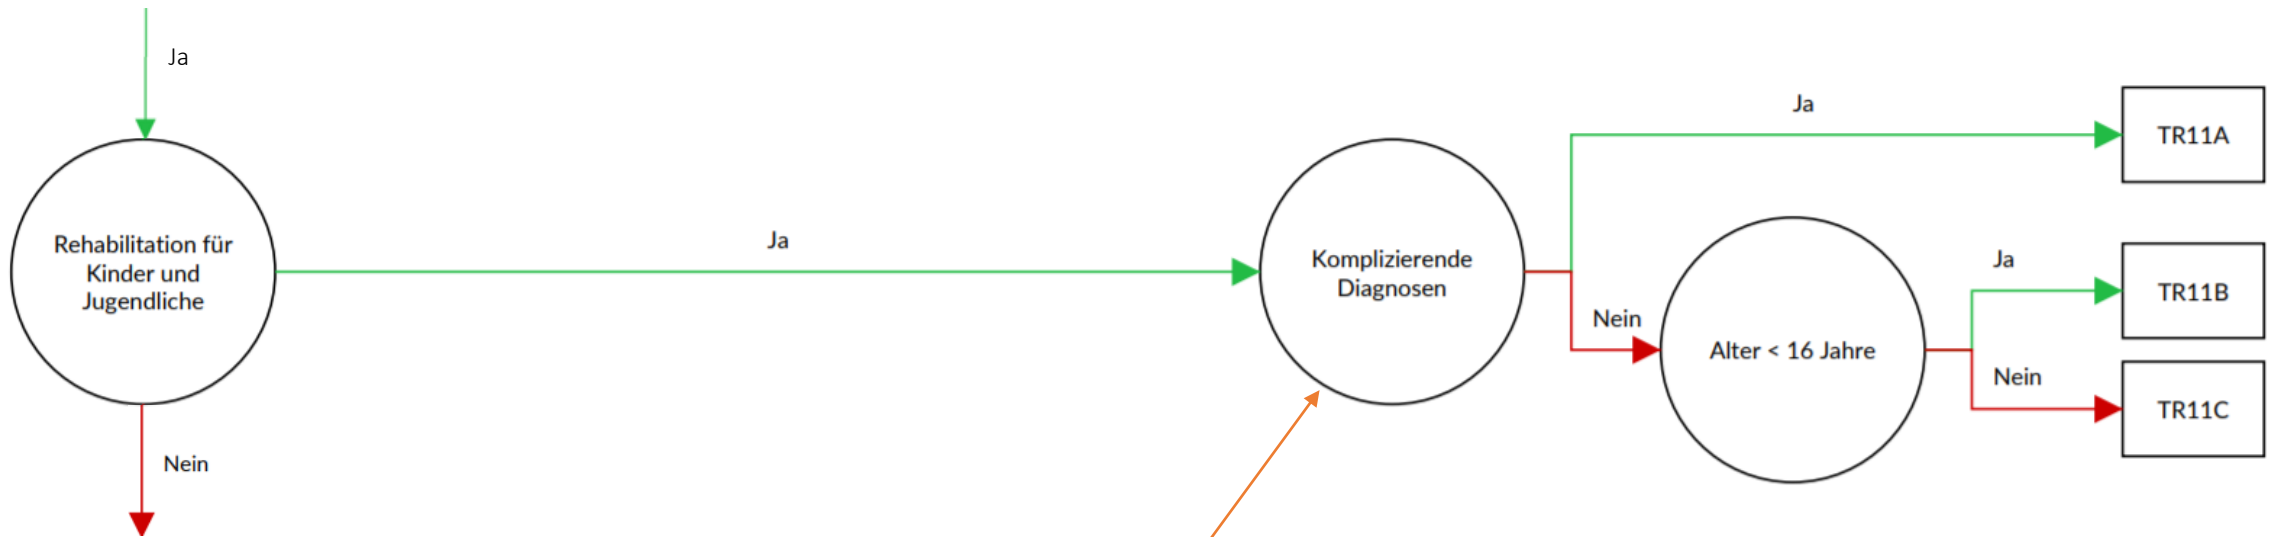 Ja
Rehabilitation für
Kinder und
Jugendliche
Nein
Ja
Komplizierende
Diagnosen
Ja
TR11A
Nein
Alter < 16 Jahre
Ja
TR11B
Nein
TR11C